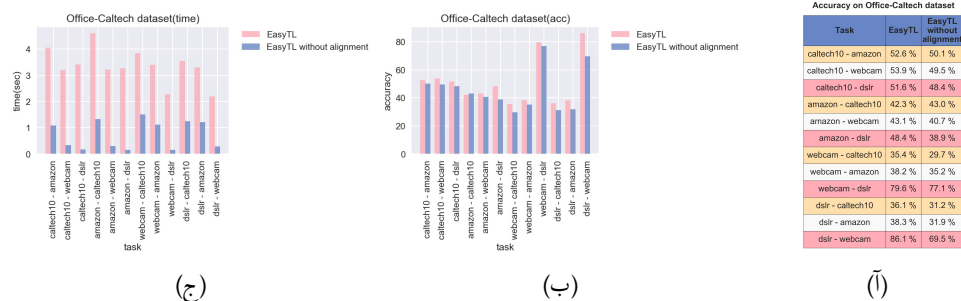 Office-Caltech dataset(time)
EasyTL
EasyTL without alignment
time(sec)
4
3
2
1
0
caltech10 - amazon
caltech10 - webcam
caltech10 - dslr
amazon - caltech10
amazon - webcam
amazon - dslr
webcam - caltech10
webcam - amazon
webcam - dslr
dslr - caltech10
dslr - amazon
dslr - webcam
task
(ج)
Office-Caltech dataset(acc)
EasyTL
EasyTL without alignment
accuracy
80
60
40
20
0
caltech10 - amazon
caltech10 - webcam
caltech10 - dslr
amazon - caltech10
amazon - webcam
amazon - dslr
webcam - caltech10
webcam - amazon
webcam - dslr
dslr - caltech10
dslr - amazon
dslr - webcam
task
(ب)
Accuracy on Office-Caltech dataset
Task EasyTL EasyTL without alignment
caltech10 - amazon 52.6 % 50.1 %
caltech10 - webcam 53.9 % 49.5 %
caltech10 - dslr 51.6 % 48.4 %
amazon - caltech10 42.3 % 43.0 %
amazon - webcam 43.1 % 40.7 %
amazon - dslr 48.4 % 38.9 %
webcam - caltech10 35.4 % 29.7 %
webcam - amazon 38.2 % 35.2 %
webcam - dslr 79.6 % 77.1 %
dslr - caltech10 36.1 % 31.2 %
dslr - amazon 38.3 % 31.9 %
dslr - webcam 86.1 % 69.5 %
(آ)